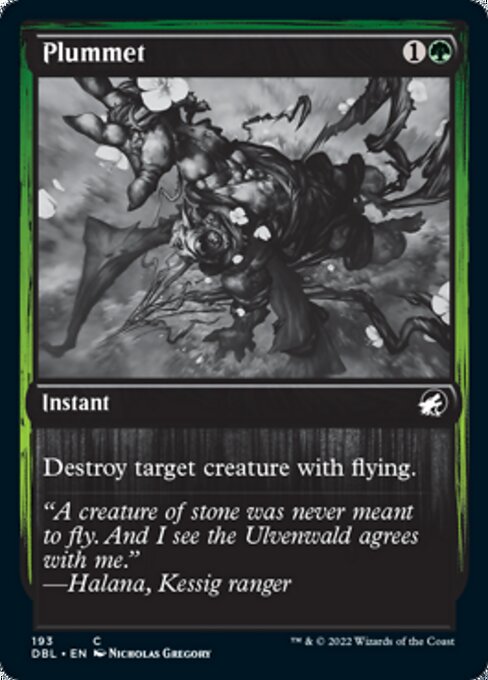 Plummet 1
Instant
Destroy target creature with flying.
“A creature of stone was never meant
to fly. And I see the Ulvenwald agrees
with me.”
—Halana, Kessig ranger
193 C
DBL • EN Nicholas Gregory
™ & © 2022 Wizards of the Coast